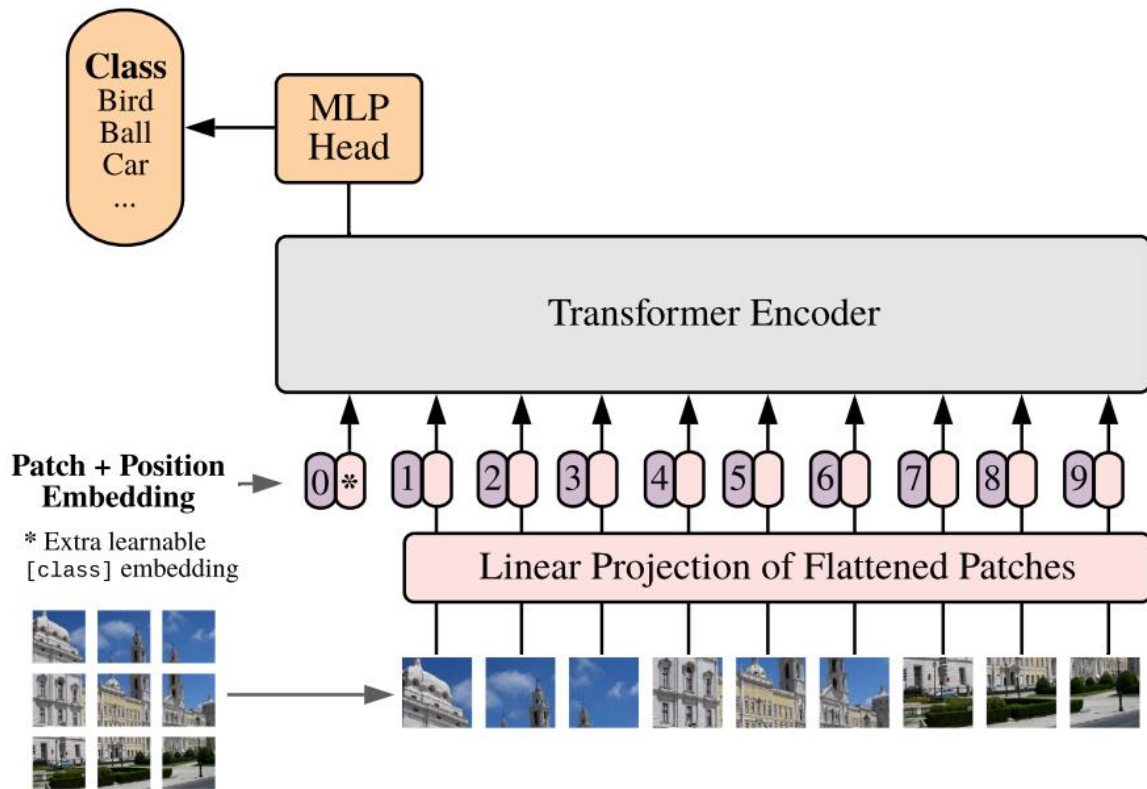 Class
Bird
Ball
Car
...
MLP
Head
Transformer Encoder
Patch + Position
Embedding
0 * 1 2 3 4 5 6 7 8 9
* Extra learnable
[class] embedding
Linear Projection of Flattened Patches